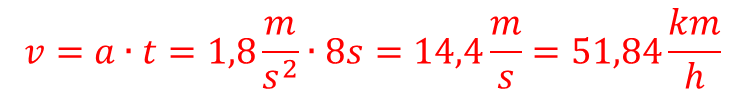 v = a · t = 1,8 m/s² · 8s = 14,4 m/s = 51,84 km/h